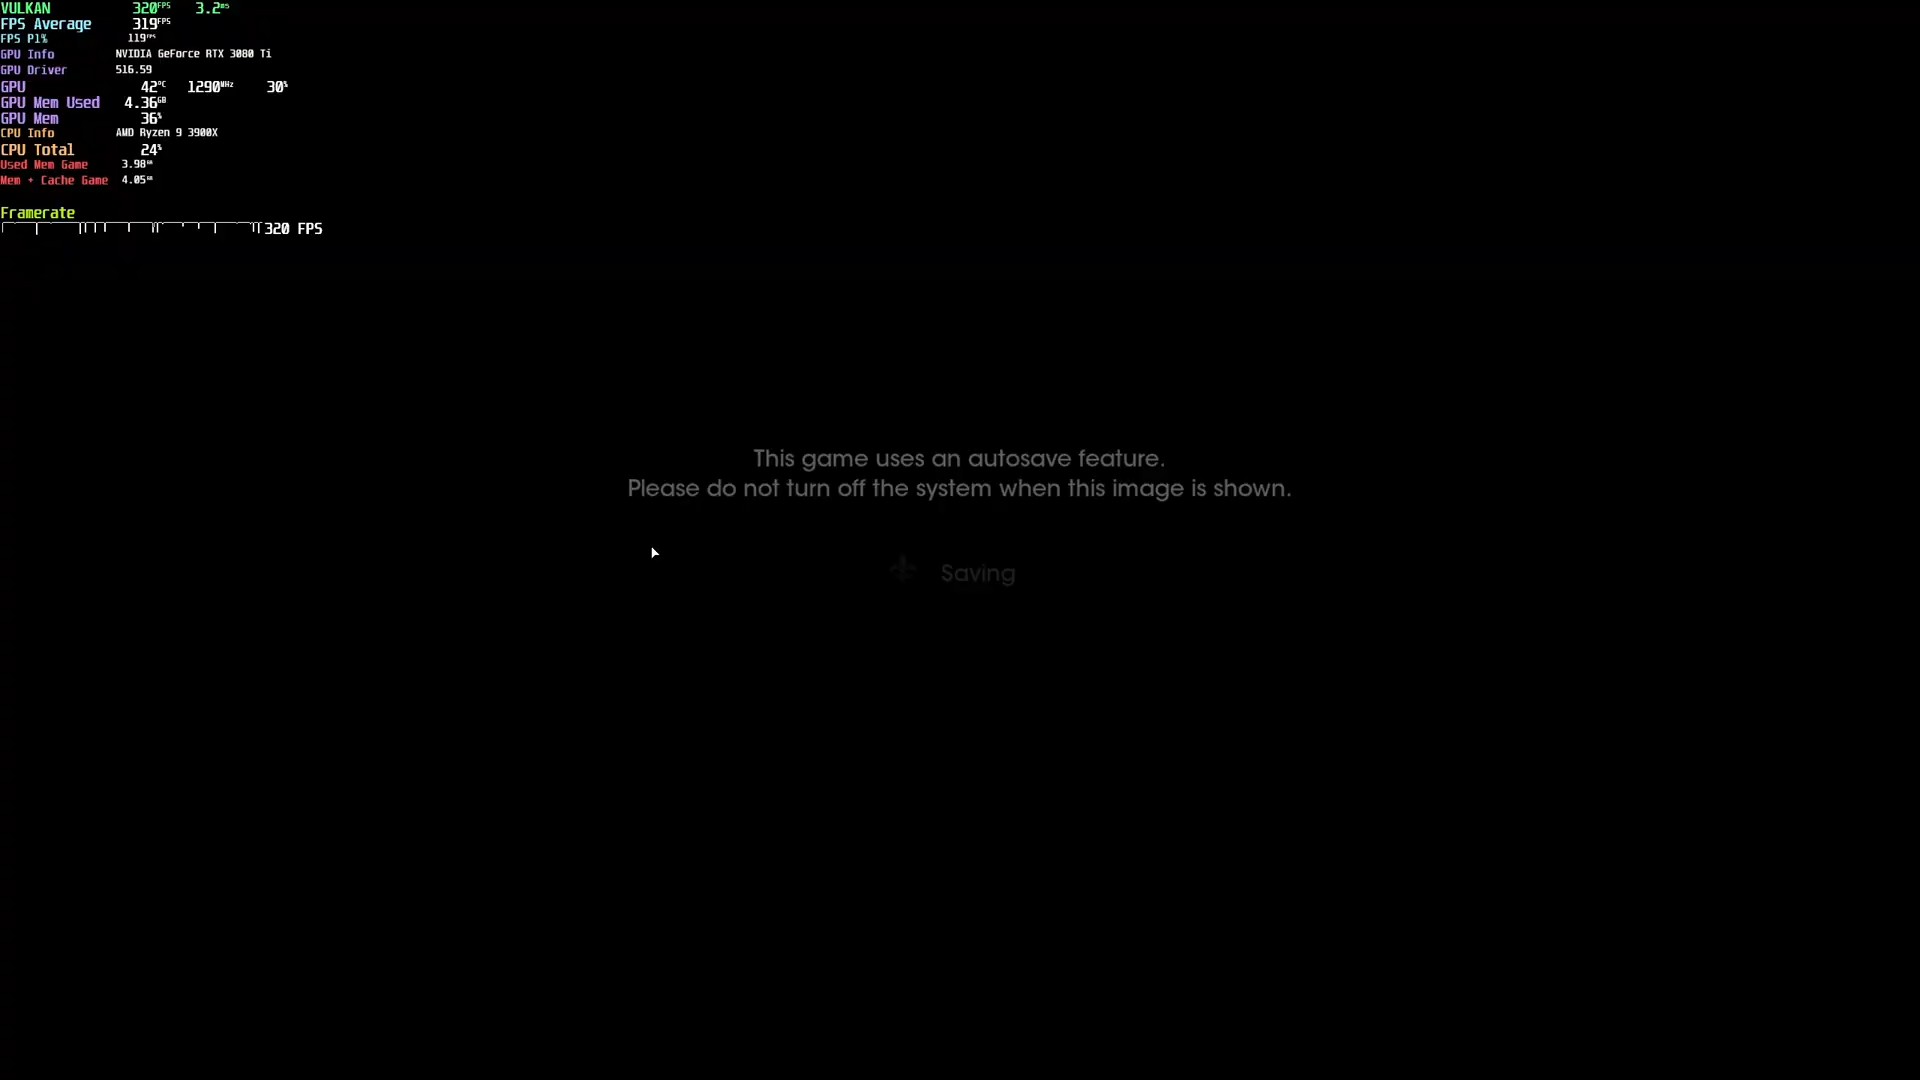 VULKAN 320FPS 3.2ms
FPS Average 319FPS
FPS P1% 119FPS
GPU Info NVIDIA GeForce RTX 3080 Ti
GPU Driver 516.59
GPU 42°C 1290MHz 30%
GPU Mem Used 4.36GB
GPU Mem 36%
CPU Info AMD Ryzen 9 3900X
CPU Total 24%
Used Mem Game 3.98GB
Mem + Cache Game 4.05GB
Framerate
320 FPS
This game uses an autosave feature.
Please do not turn off the system when this image is shown.
Saving